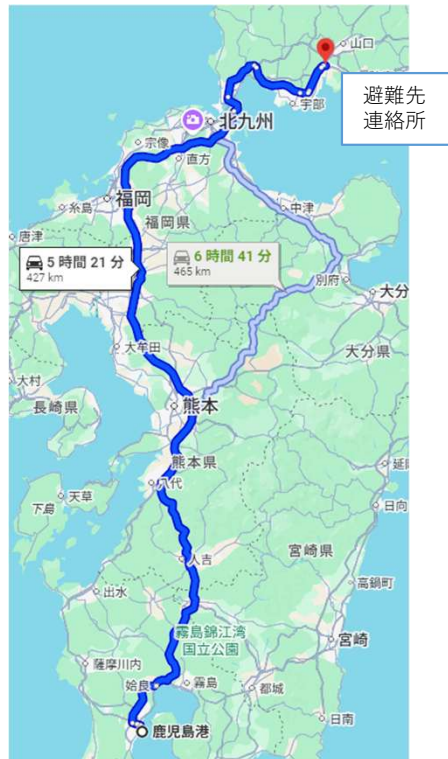 山口
避難先
連絡所
宇部
北九州
宗像
直方
福岡
中津
糸島
福岡県
唐津
5 時間 21 分
427 km
6 時間 41 分
465 km
別府
大分
大牟田
大分県
大村
熊本
長崎県
熊本県
八代
天草
下島
日向
人吉
宮崎県
高鍋町
出水
霧島錦江湾
国立公園
宮崎
薩摩川内
姶良
霧島
都城
日南
鹿児島港